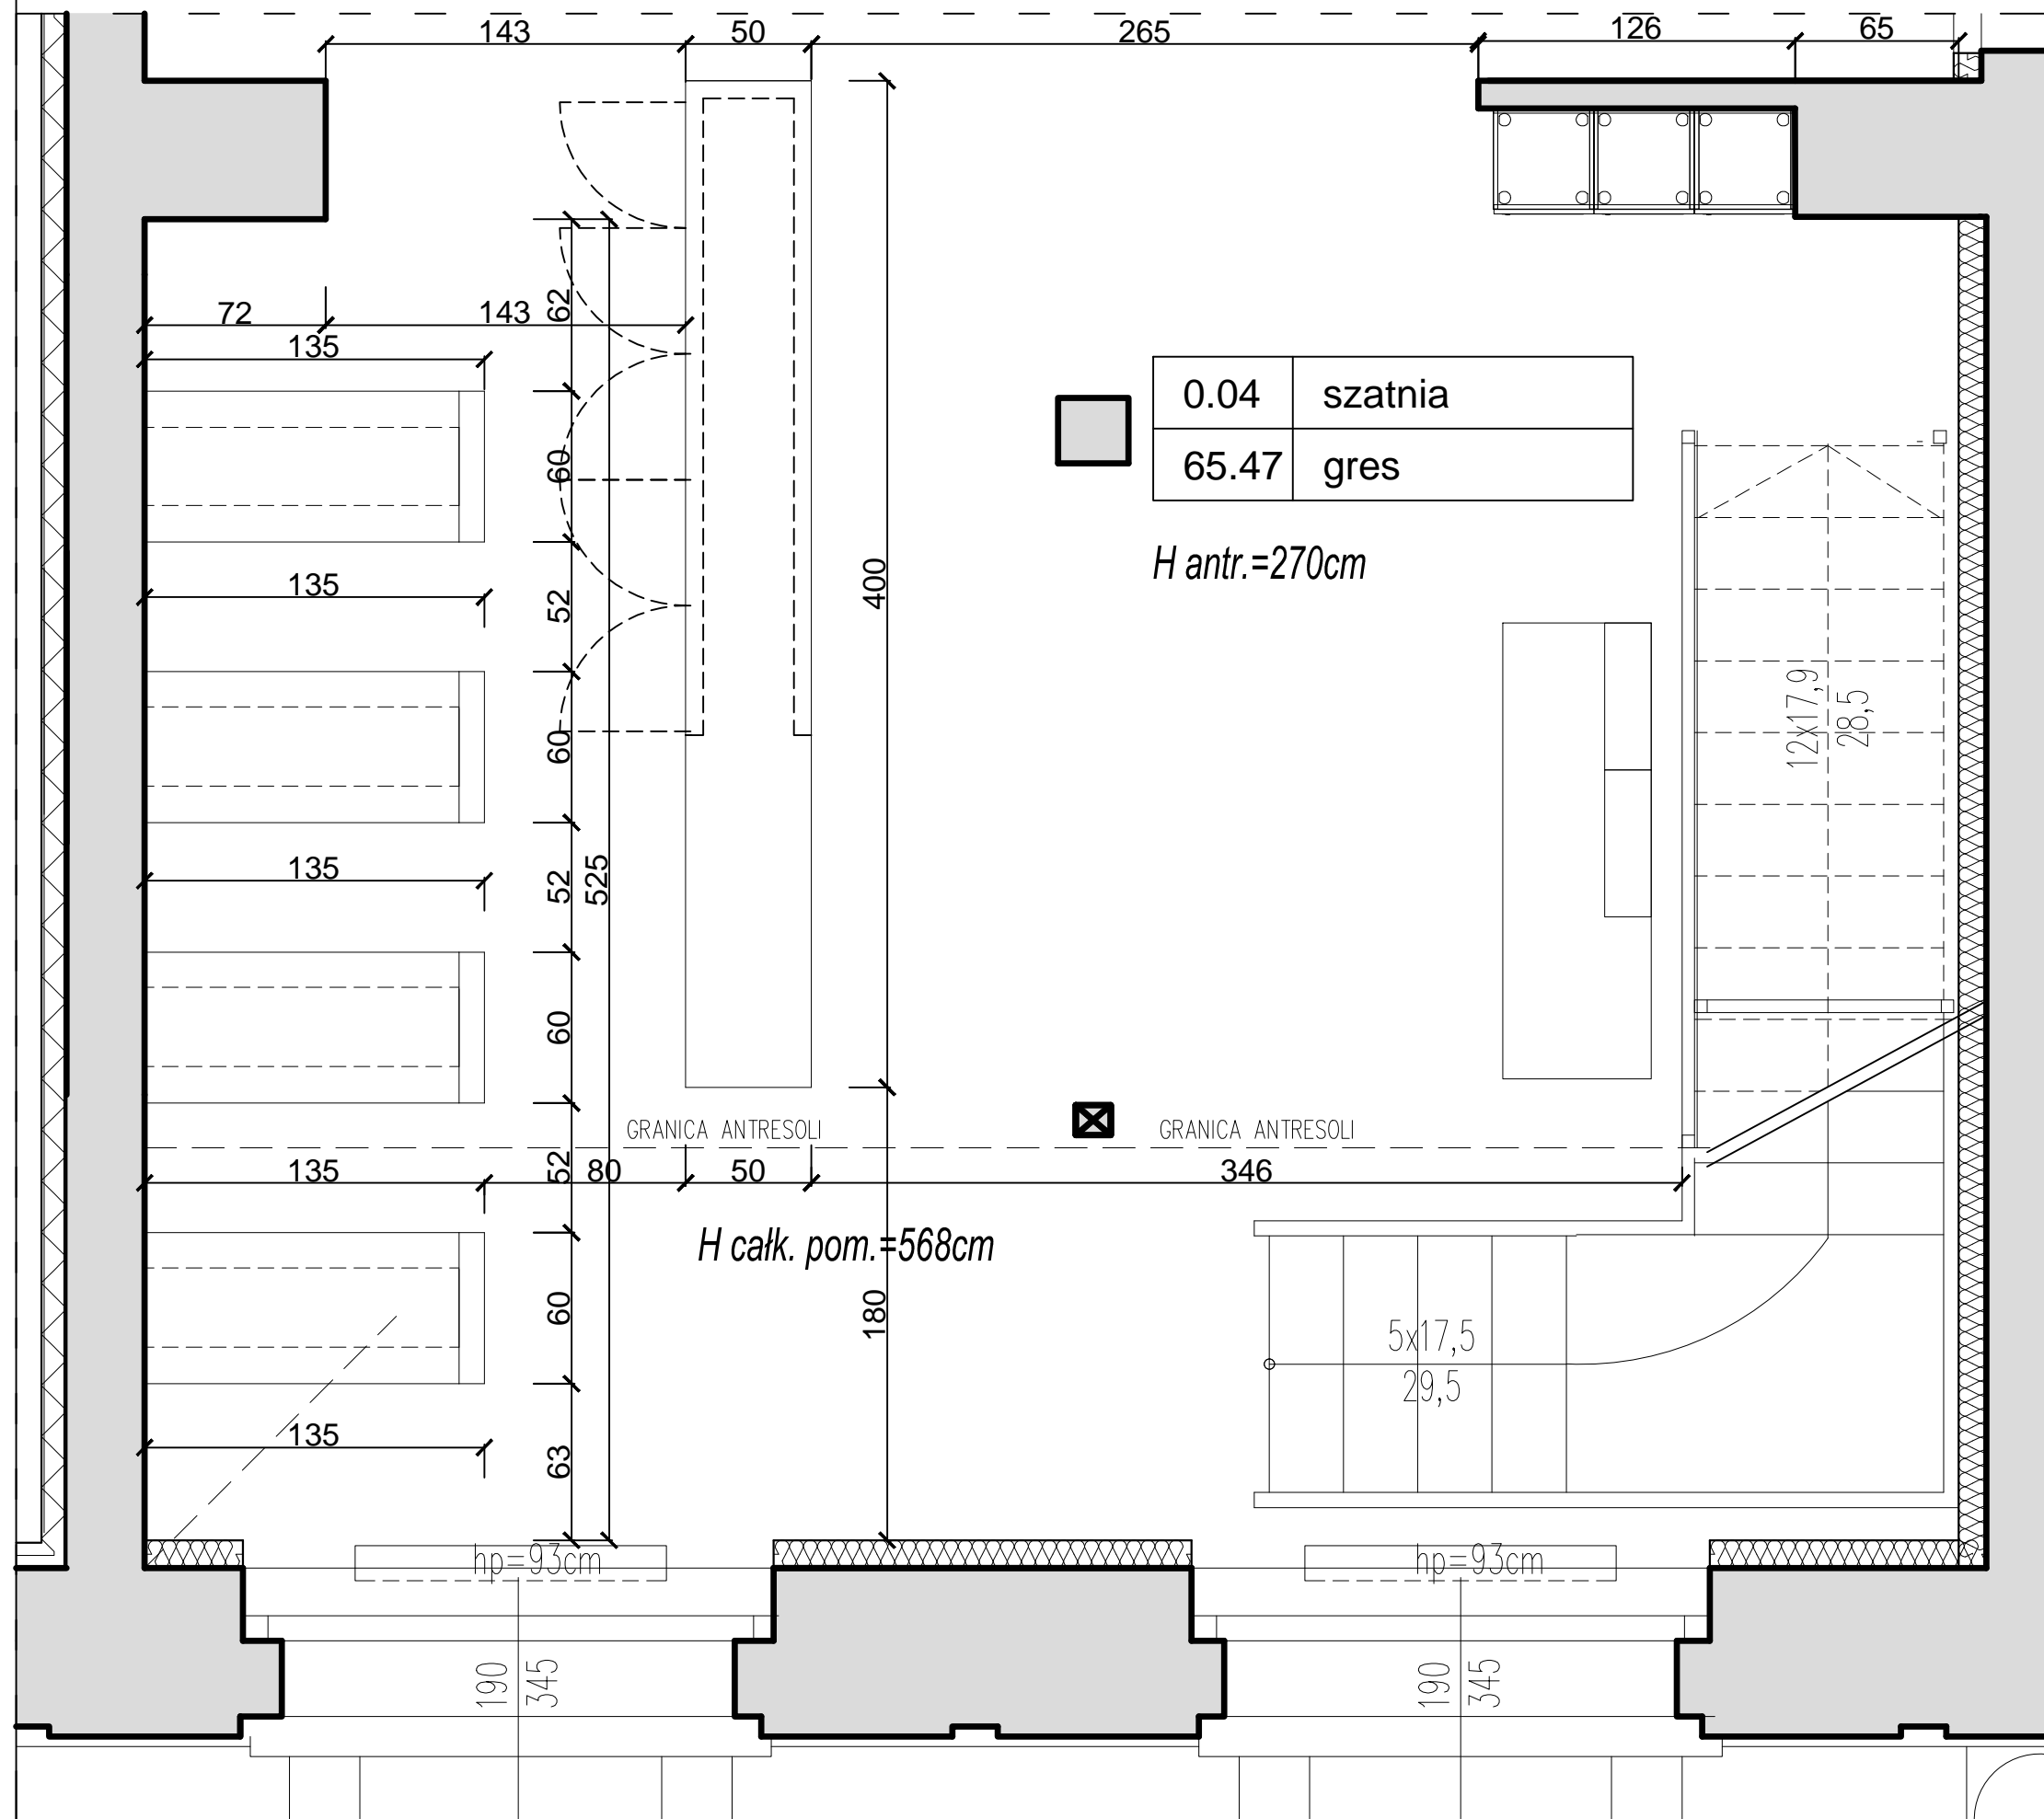 143 50 265 126 65
72 143 62
135
0.04 szatnia
65.47 gres
60
H antr.=270cm
135 52 400
12x17,9
28,5
60
135 52 525
60
GRANICA ANTRESOLI GRANICA ANTRESOLI
135 52 80 50 346
H całk. pom.=568cm
60 180
5x17,5
29,5
135 63
hp=93cm hp=93cm
190 190
345 345